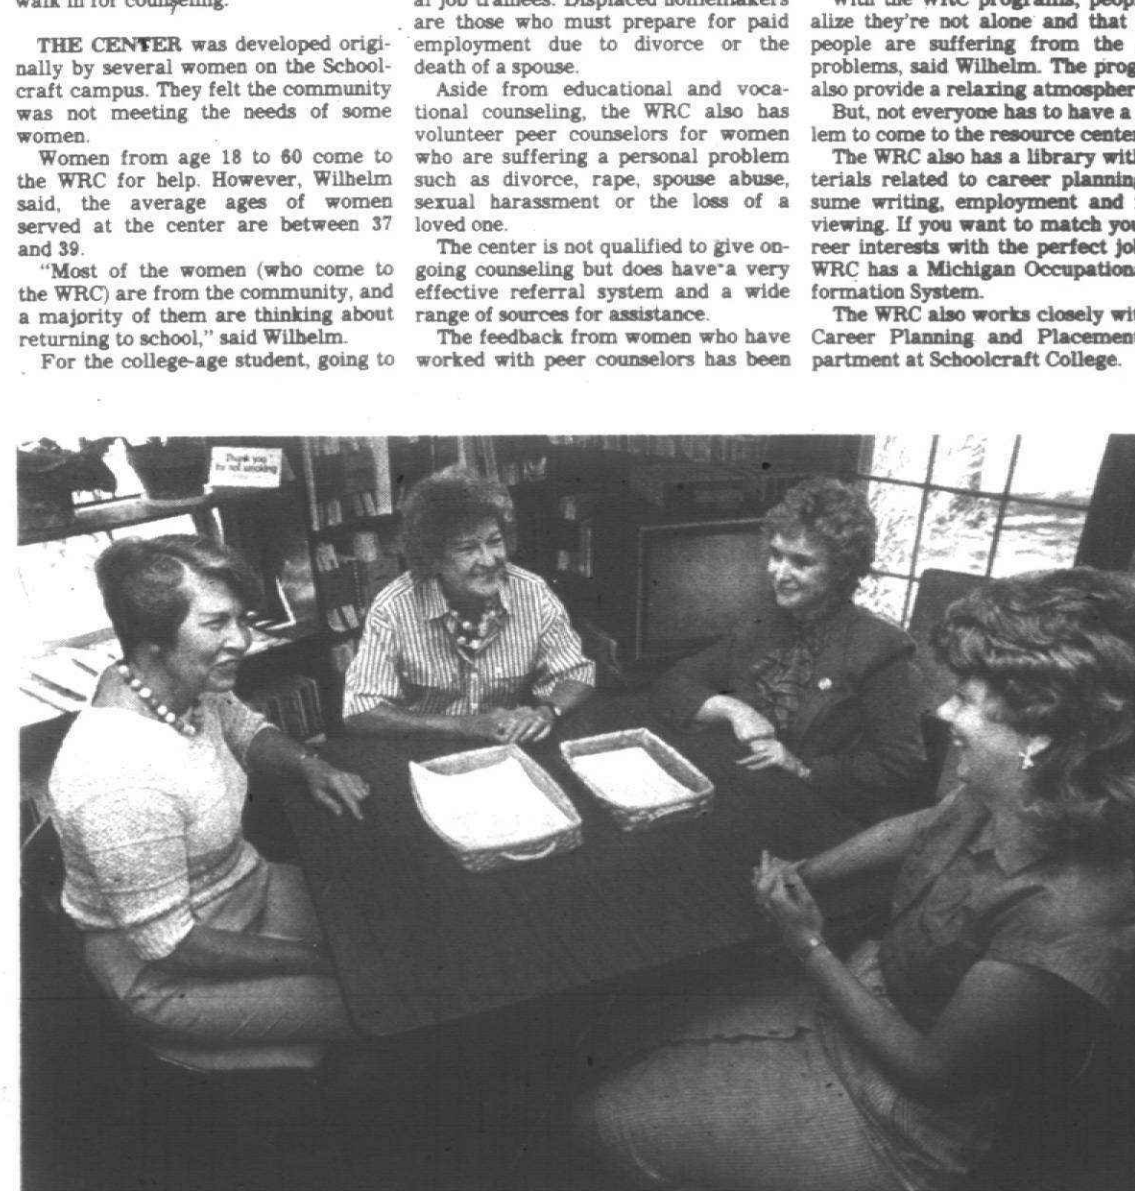 walk in for counseling.
THE CENTER was developed origi-
nally by several women on the School-
craft campus. They felt the community
was not meeting the needs of some
women.
Women from age 18 to 60 come to
the WRC for help. However, Wilhelm
said, the average ages of women
served at the center are between 37
and 39.
"Most of the women (who come to
the WRC) are from the community, and
a majority of them are thinking about
returning to school," said Wilhelm.
For the college-age student, going to
al job trainees. Displaced homemakers
are those who must prepare for paid
employment due to divorce or the
death of a spouse.
Aside from educational and voca-
tional counseling, the WRC also has
volunteer peer counselors for women
who are suffering a personal problem
such as divorce, rape, spouse abuse,
sexual harassment or the loss of a
loved one.
The center is not qualified to give on-
going counseling but does have a very
effective referral system and a wide
range of sources for assistance.
The feedback from women who have
worked with peer counselors has been
With the WRC programs, peop
alize they're not alone and that
people are suffering from the
problems, said Wilhelm. The prog
also provide a relaxing atmospher
But, not everyone has to have a
lem to come to the resource center
The WRC also has a library with
terials related to career planning
sume writing, employment and
viewing. If you want to match you
reer interests with the perfect job
WRC has a Michigan Occupationa
formation System.
The WRC also works closely wit
Career Planning and Placement
partment at Schoolcraft College.
Thank you
for not smoking